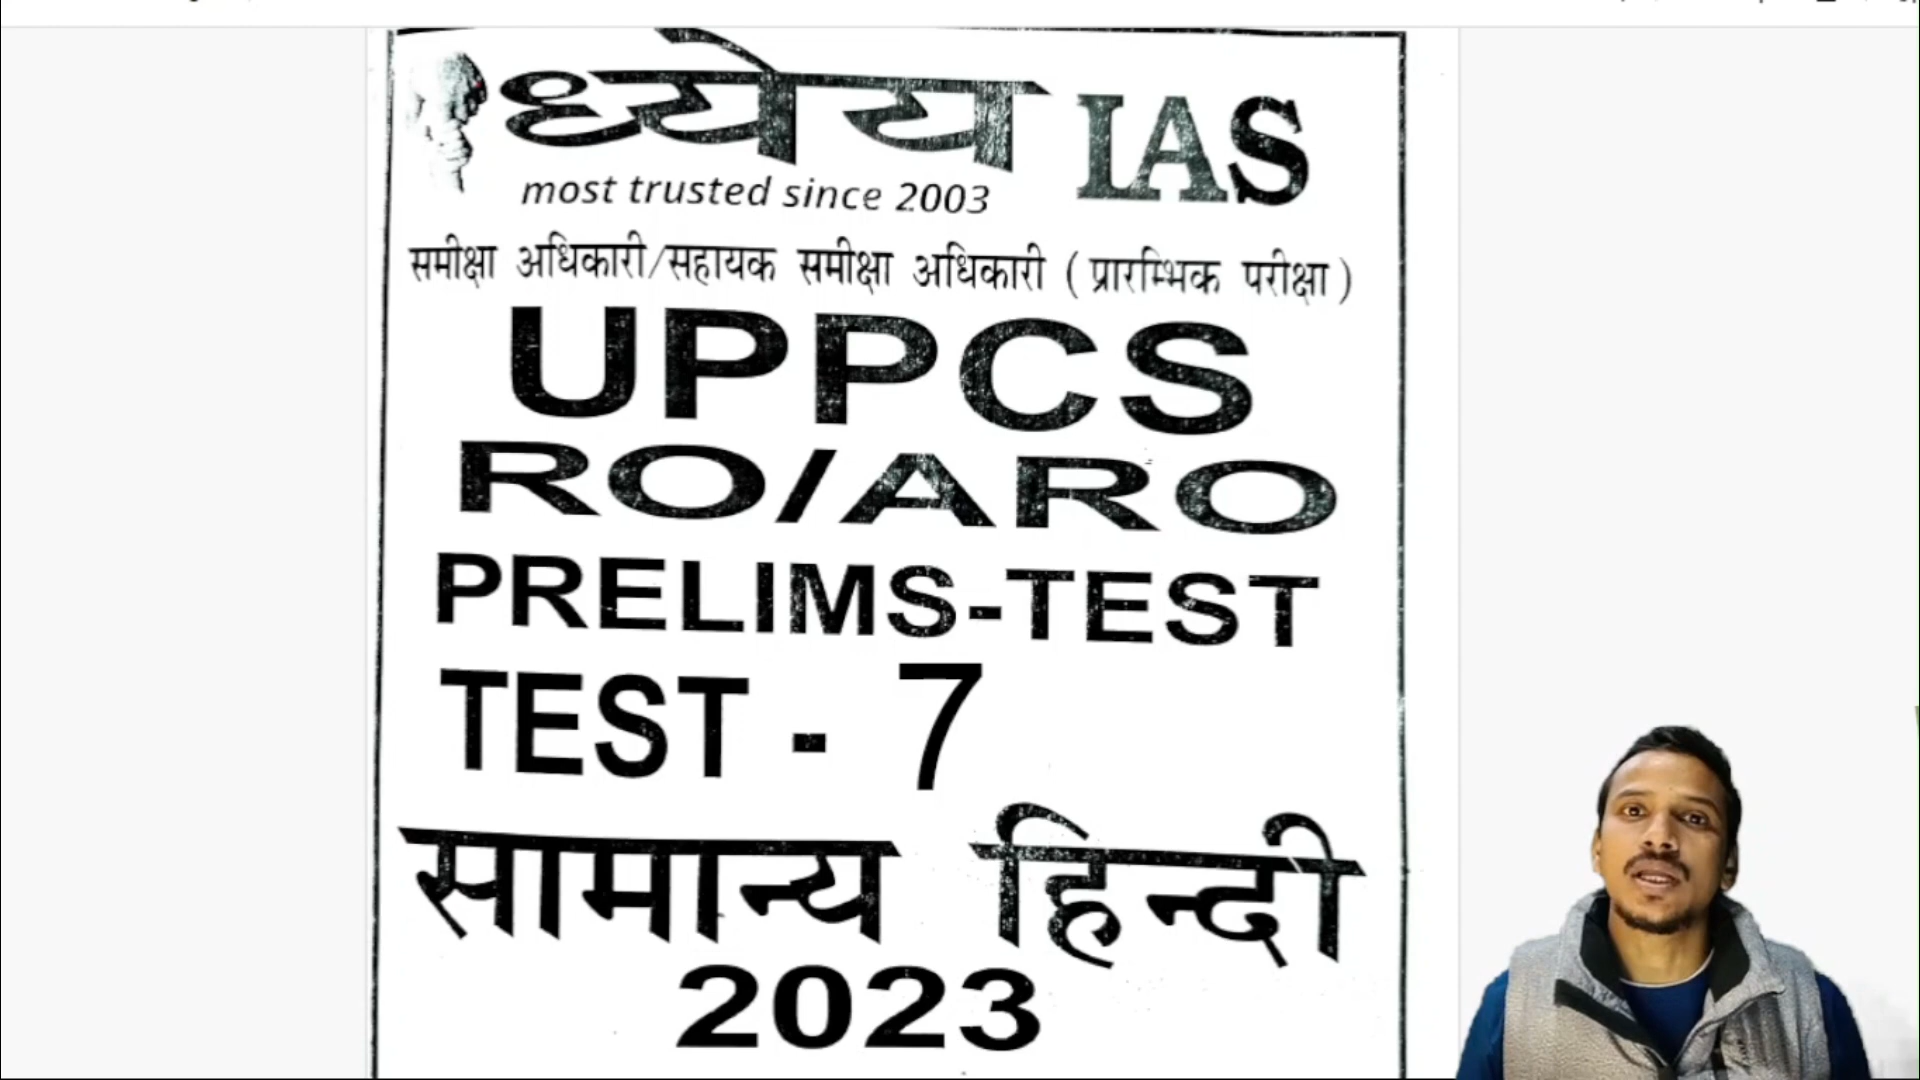 ध्येय IAS
most trusted since 2003
समीक्षा अधिकारी/सहायक समीक्षा अधिकारी (प्रारम्भिक परीक्षा)
UPPCS
RO/ARO
PRELIMS-TEST
TEST - 7
सामान्य हिन्दी
2023